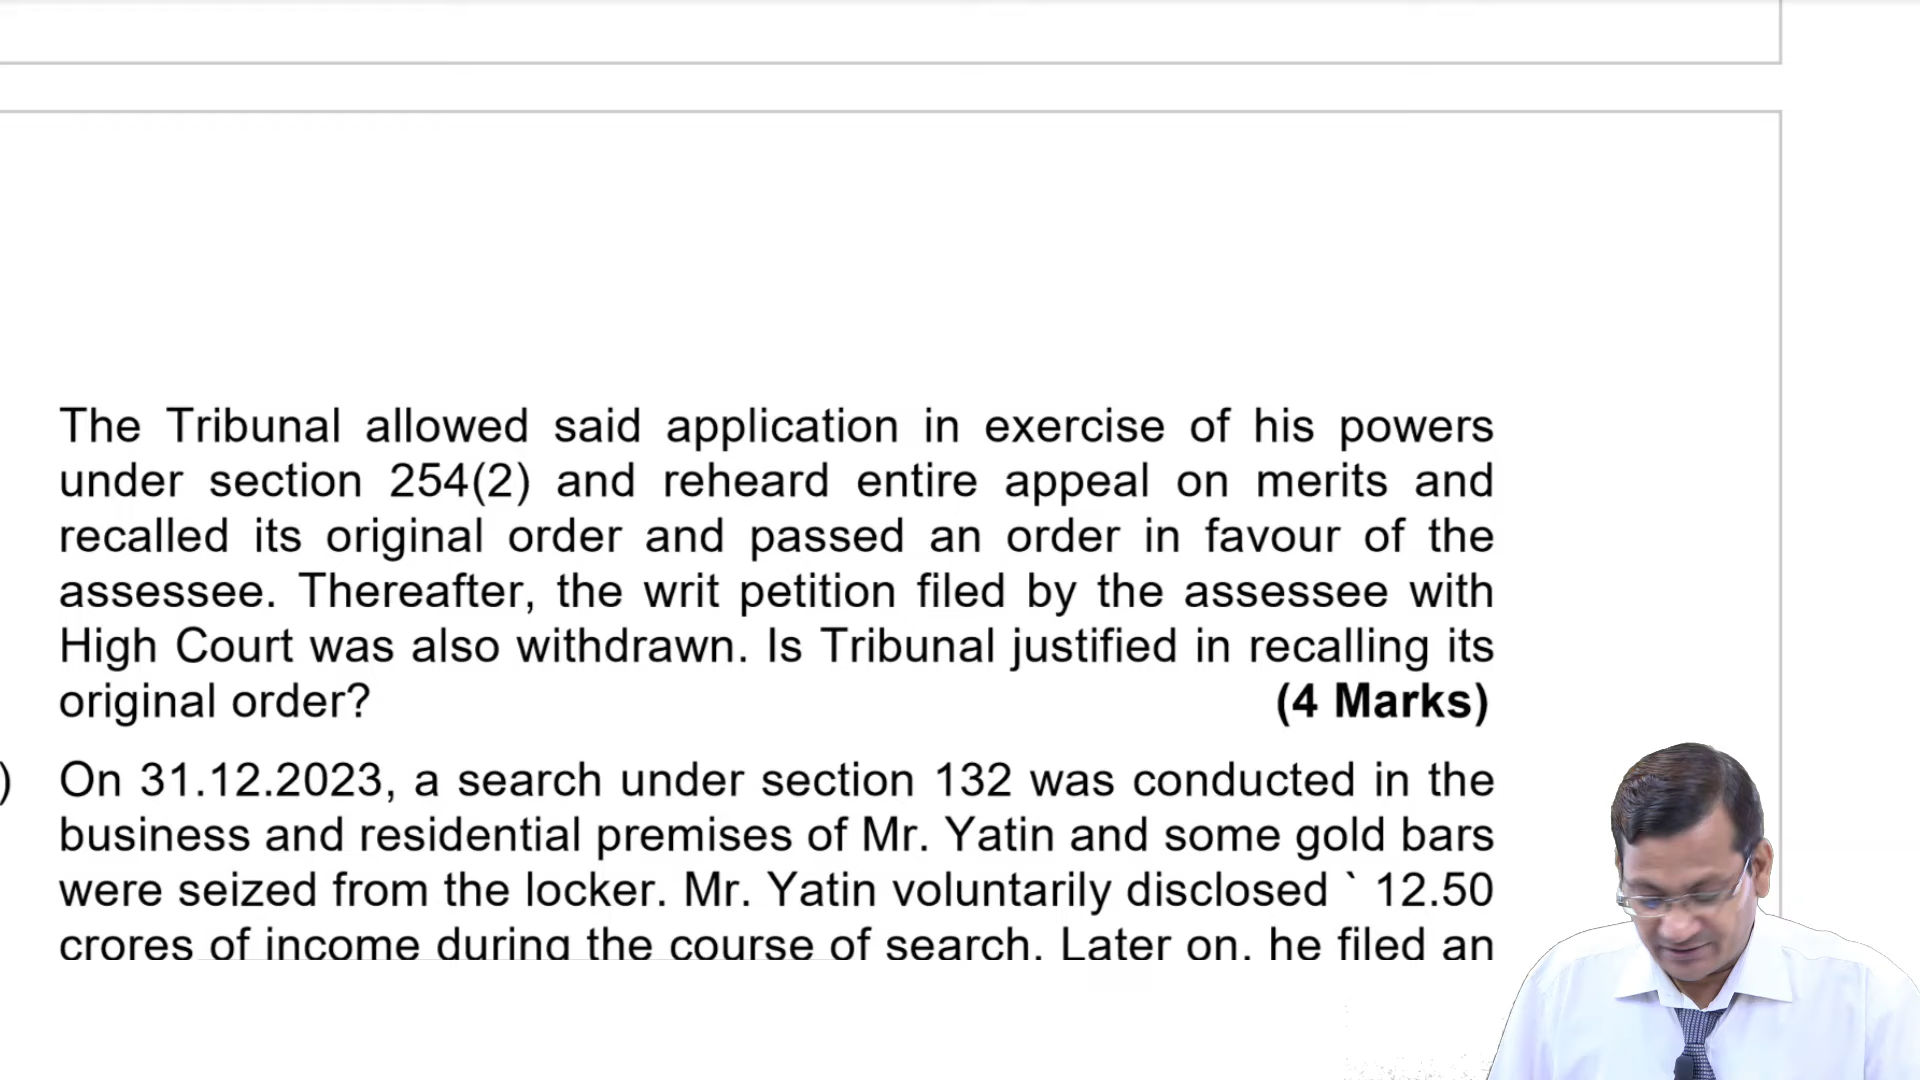 The Tribunal allowed said application in exercise of his powers
under section 254(2) and reheard entire appeal on merits and
recalled its original order and passed an order in favour of the
assessee. Thereafter, the writ petition filed by the assessee with
High Court was also withdrawn. Is Tribunal justified in recalling its
original order? (4 Marks)
) On 31.12.2023, a search under section 132 was conducted in the
business and residential premises of Mr. Yatin and some gold bars
were seized from the locker. Mr. Yatin voluntarily disclosed ` 12.50
crores of income during the course of search. Later on, he filed an